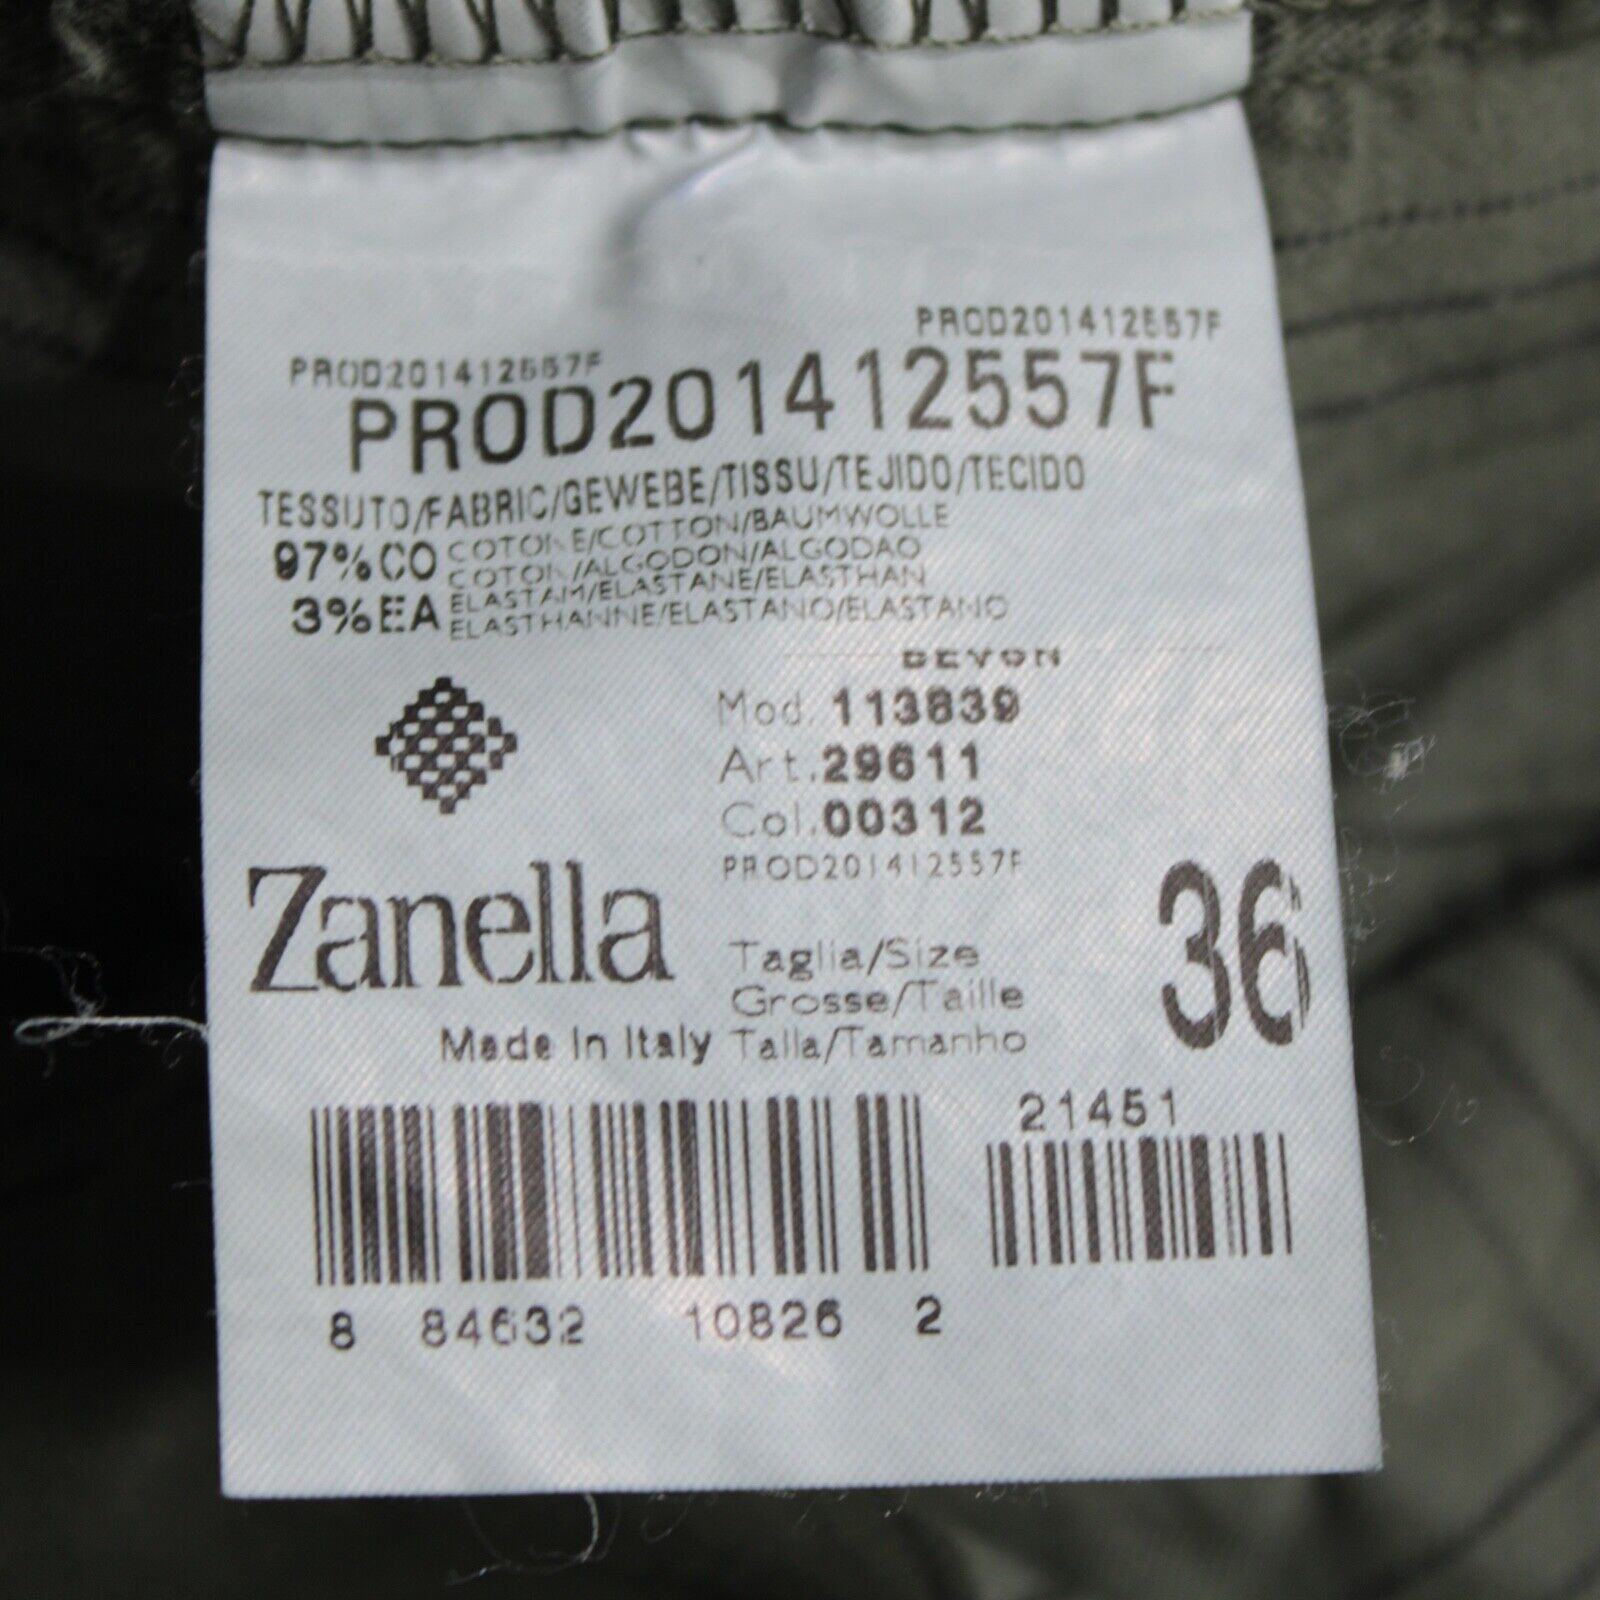 PROD201412557F
PROD201412557F
PROD201412557F
TESSUTO/FABRIC/GEWEBE/TISSU/TEJIDO/TECIDO
97%CO COTONE/COTTON/BAUMWOLLE
COTON/ALGODON/ALGODAO
3%EA ELASTAM/ELASTANE/ELASTHAN
ELASTHANNE/ELASTANO/ELASTANO
DEVON
Mod. 113839
Art. 29611
Col. 00312
PROD201412557F
Zanella
Made In Italy
Taglia/Size
Grosse/Taille
Talla/Tamanho
36
21451
8 84632 10826 2